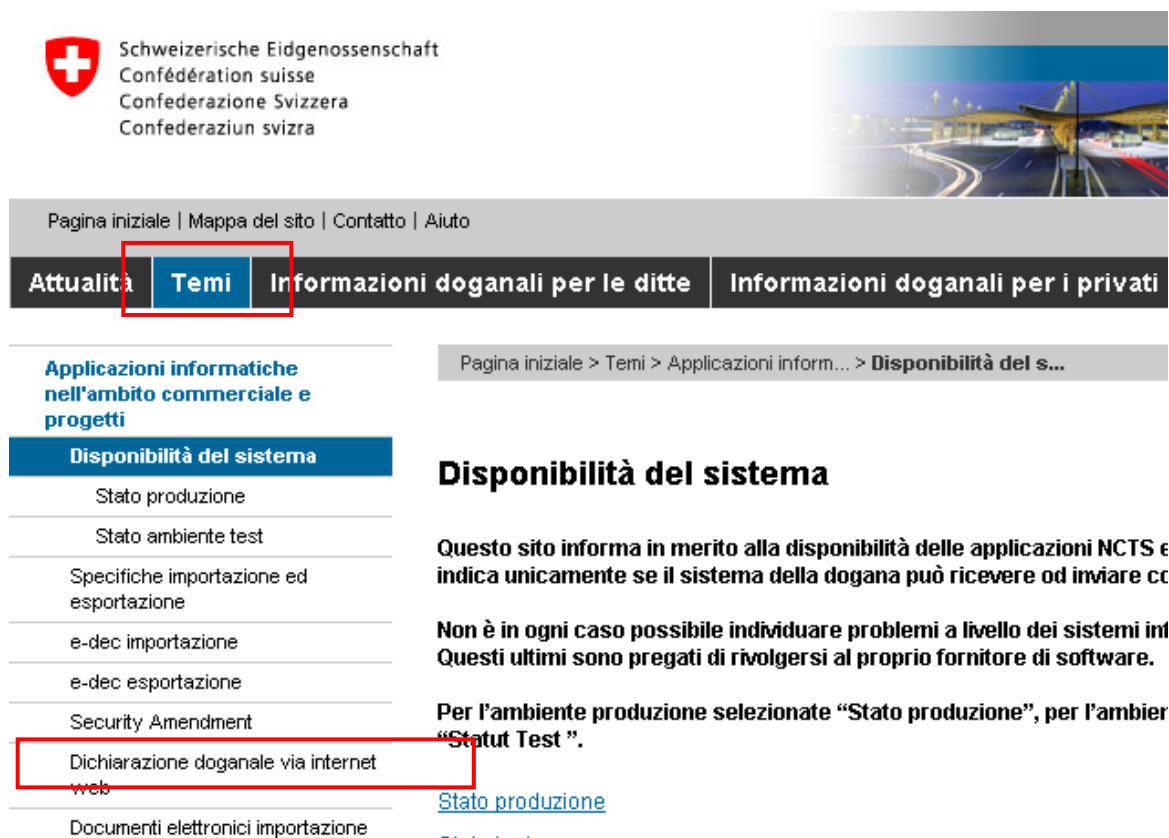 Schweizerische Eidgenossenschaft
Confédération suisse
Confederazione Svizzera
Confederaziun svizra
Pagina iniziale | Mappa del sito | Contatto | Aiuto
Attualità Temi Informazioni doganali per le ditte Informazioni doganali per i privati
Applicazioni informatiche
nell'ambito commerciale e
progetti
Disponibilità del sistema
Stato produzione
Stato ambiente test
Specifiche importazione ed
esportazione
e-dec importazione
e-dec esportazione
Security Amendment
Dichiarazione doganale via internet
web
Documenti elettronici importazione
Pagina iniziale > Temi > Applicazioni inform... > Disponibilità del s...
Disponibilità del sistema
Questo sito informa in merito alla disponibilità delle applicazioni NCTS e
indica unicamente se il sistema della dogana può ricevere od inviare co
Non è in ogni caso possibile individuare problemi a livello dei sistemi inf
Questi ultimi sono pregati di rivolgersi al proprio fornitore di software.
Per l'ambiente produzione selezionate “Stato produzione”, per l'ambien
“Statut Test ”.
Stato produzione